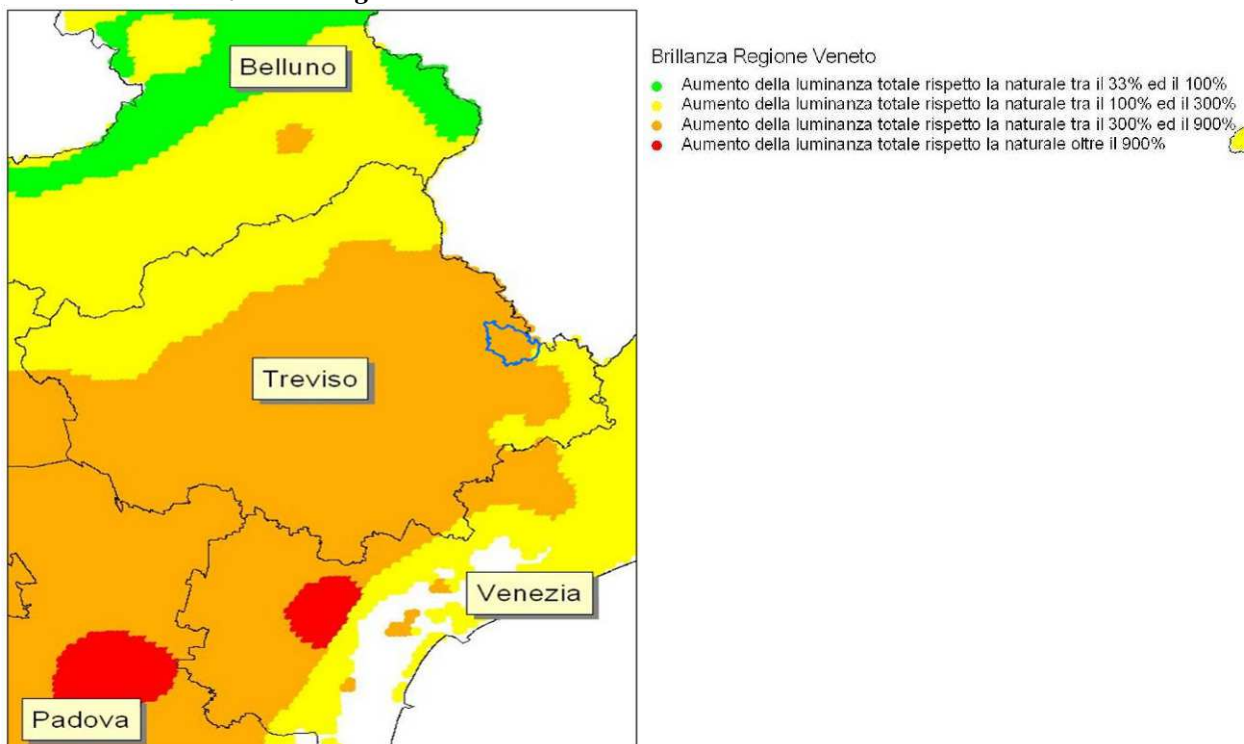 Belluno
Treviso
Venezia
Padova
Brillanza Regione Veneto
Aumento della luminanza totale rispetto la naturale tra il 33% ed il 100%
Aumento della luminanza totale rispetto la naturale tra il 100% ed il 300%
Aumento della luminanza totale rispetto la naturale tra il 300% ed il 900%
Aumento della luminanza totale rispetto la naturale oltre il 900%